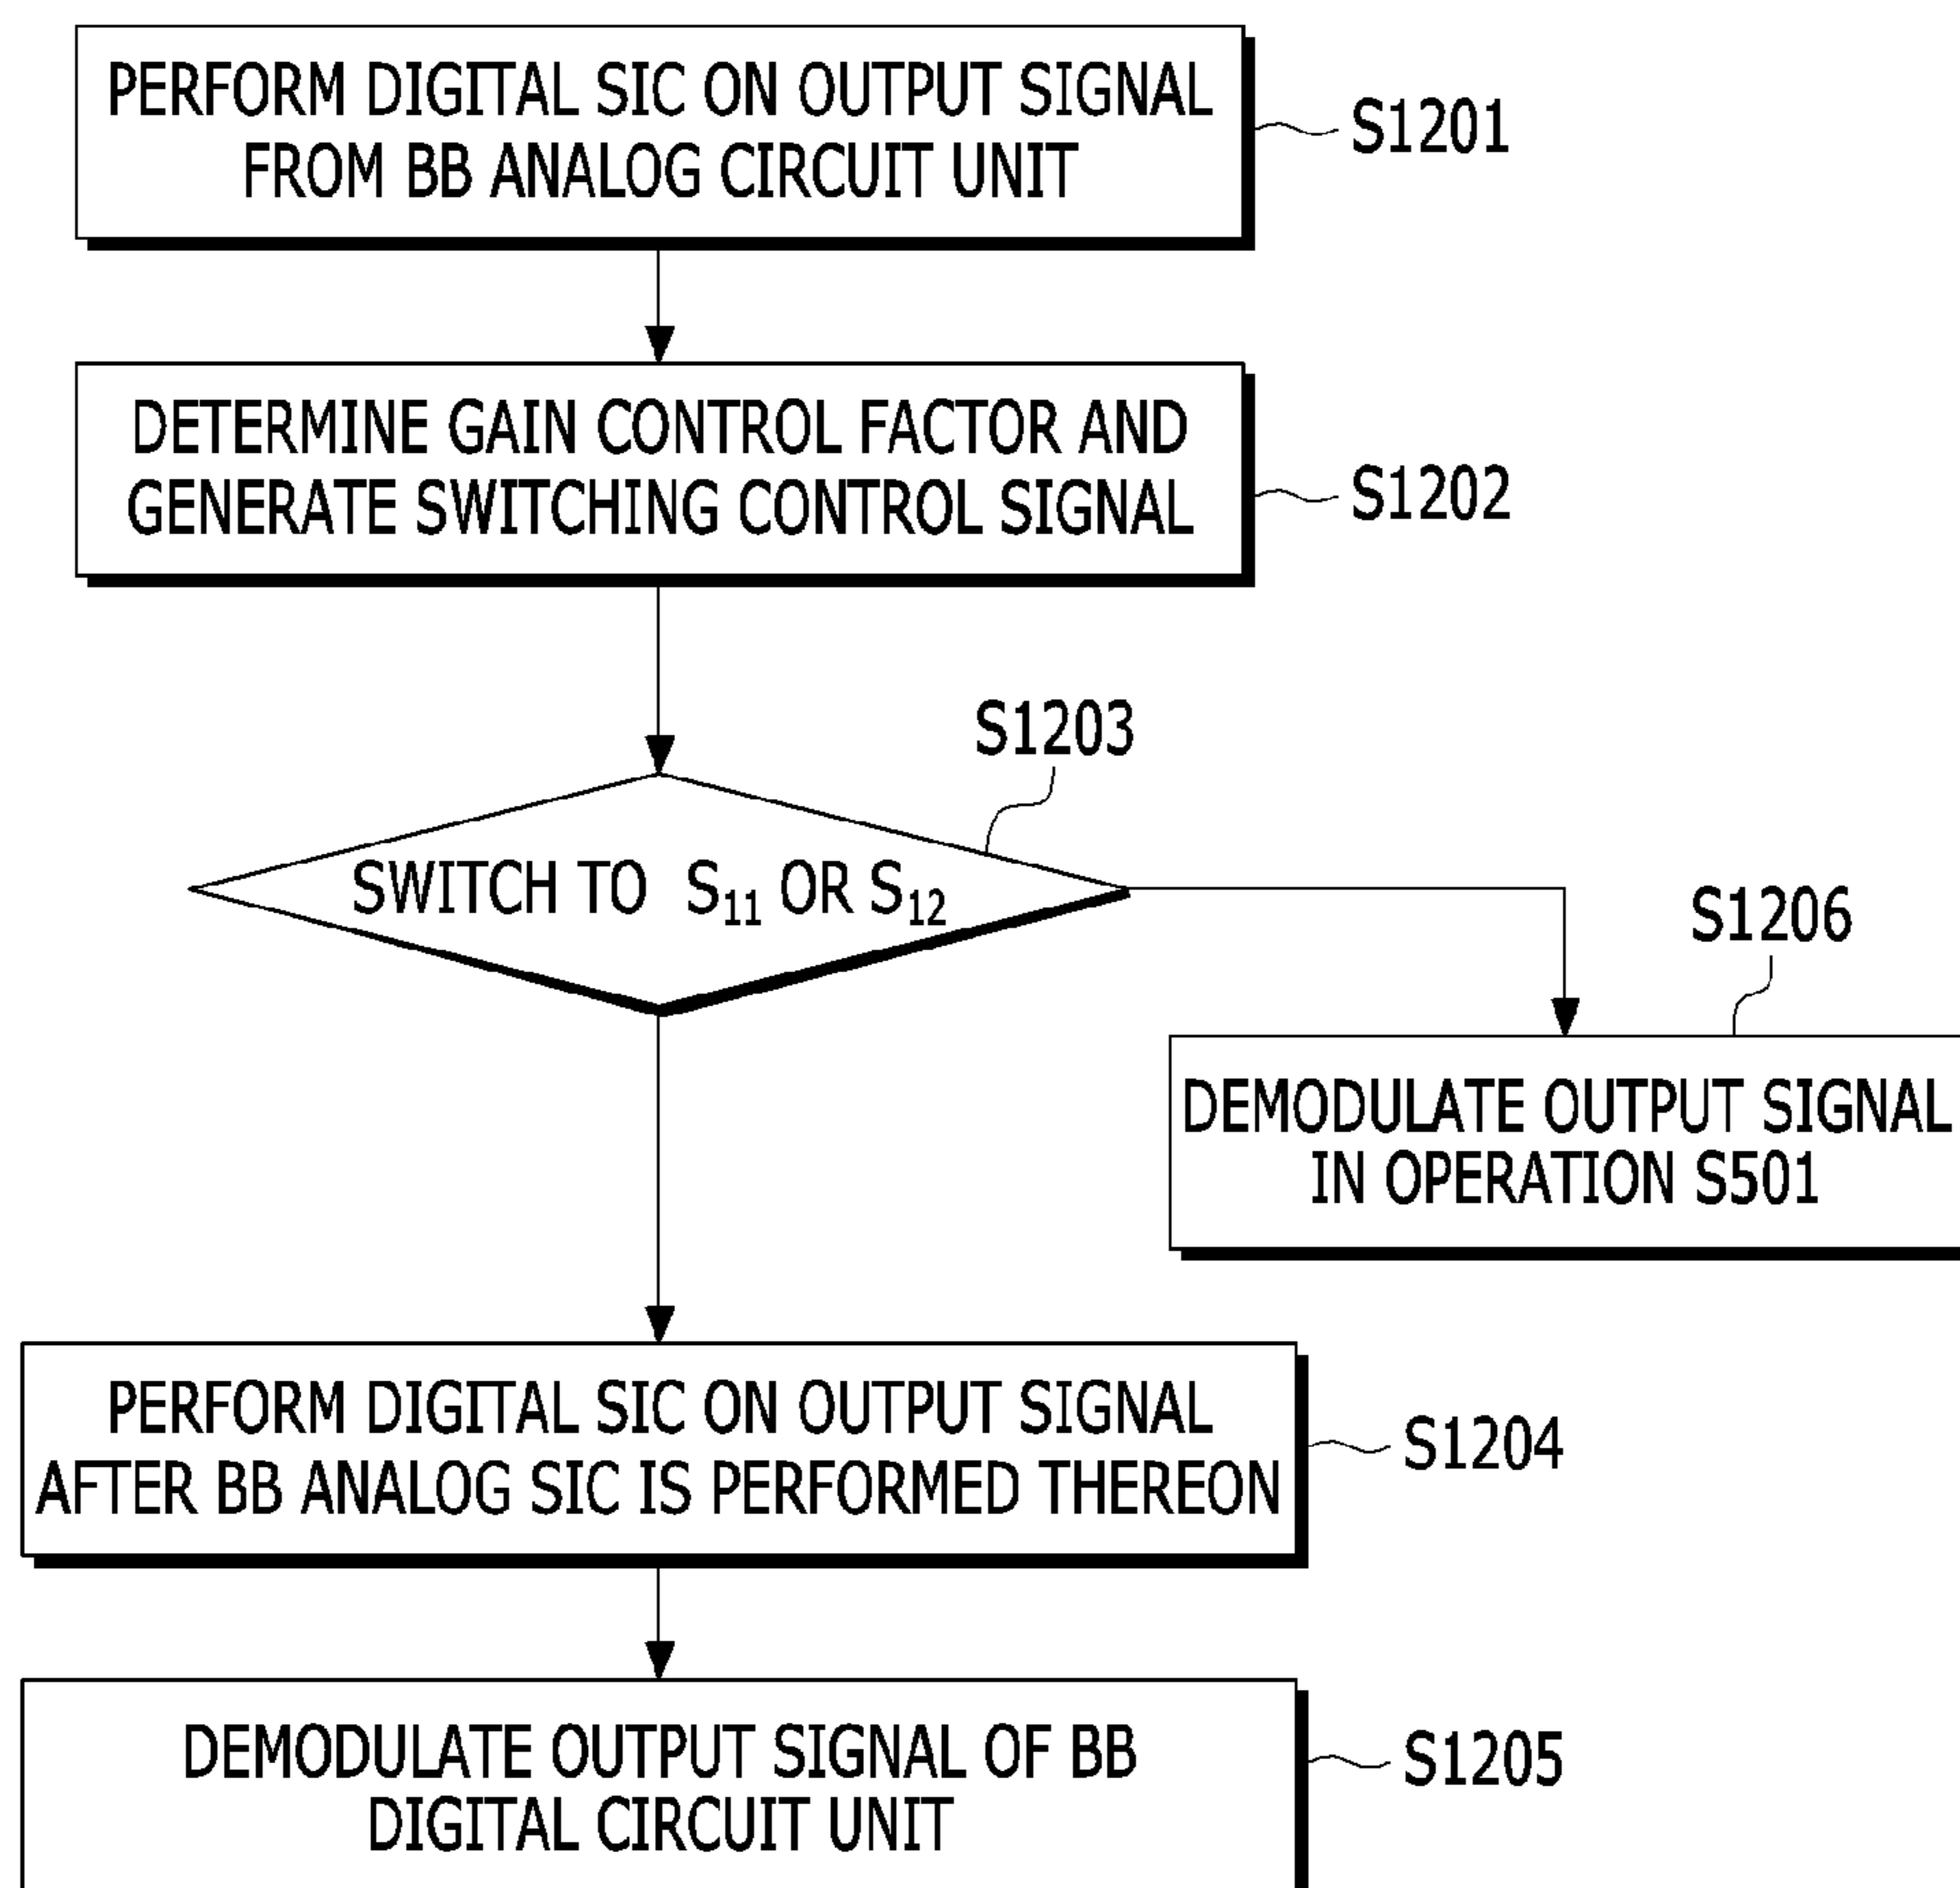 PERFORM DIGITAL SIC ON OUTPUT SIGNAL
FROM BB ANALOG CIRCUIT UNIT
S1201
DETERMINE GAIN CONTROL FACTOR AND
GENERATE SWITCHING CONTROL SIGNAL
S1202
S1203
SWITCH TO S₁₁ OR S₁₂
S1206
DEMODULATE OUTPUT SIGNAL
IN OPERATION S501
PERFORM DIGITAL SIC ON OUTPUT SIGNAL
AFTER BB ANALOG SIC IS PERFORMED THEREON
S1204
DEMODULATE OUTPUT SIGNAL OF BB
DIGITAL CIRCUIT UNIT
S1205